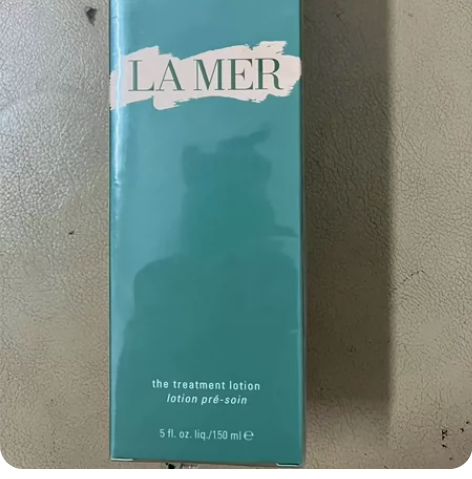 LA MER
the treatment lotion
lotion pré-soin
5 fl. oz. liq./150 ml ℮